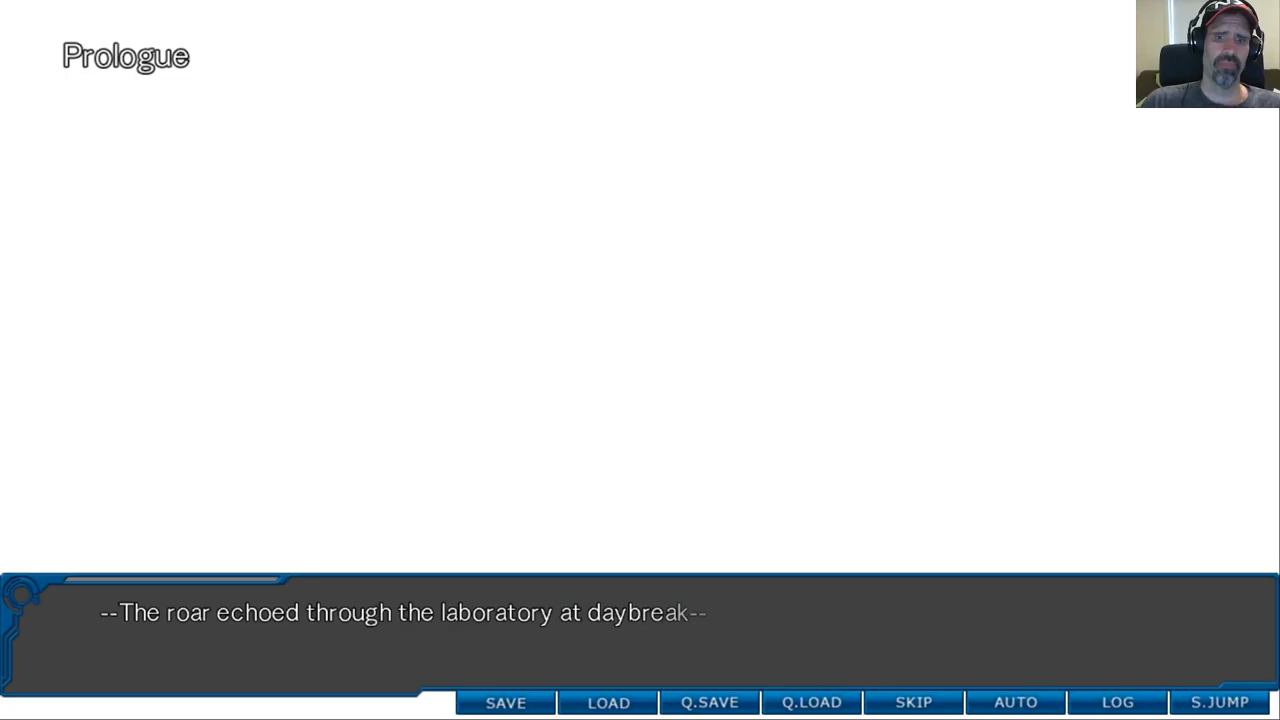 Prologue
--The roar echoed through the laboratory at daybreak--
SAVE LOAD Q.SAVE Q.LOAD SKIP AUTO LOG S.JUMP